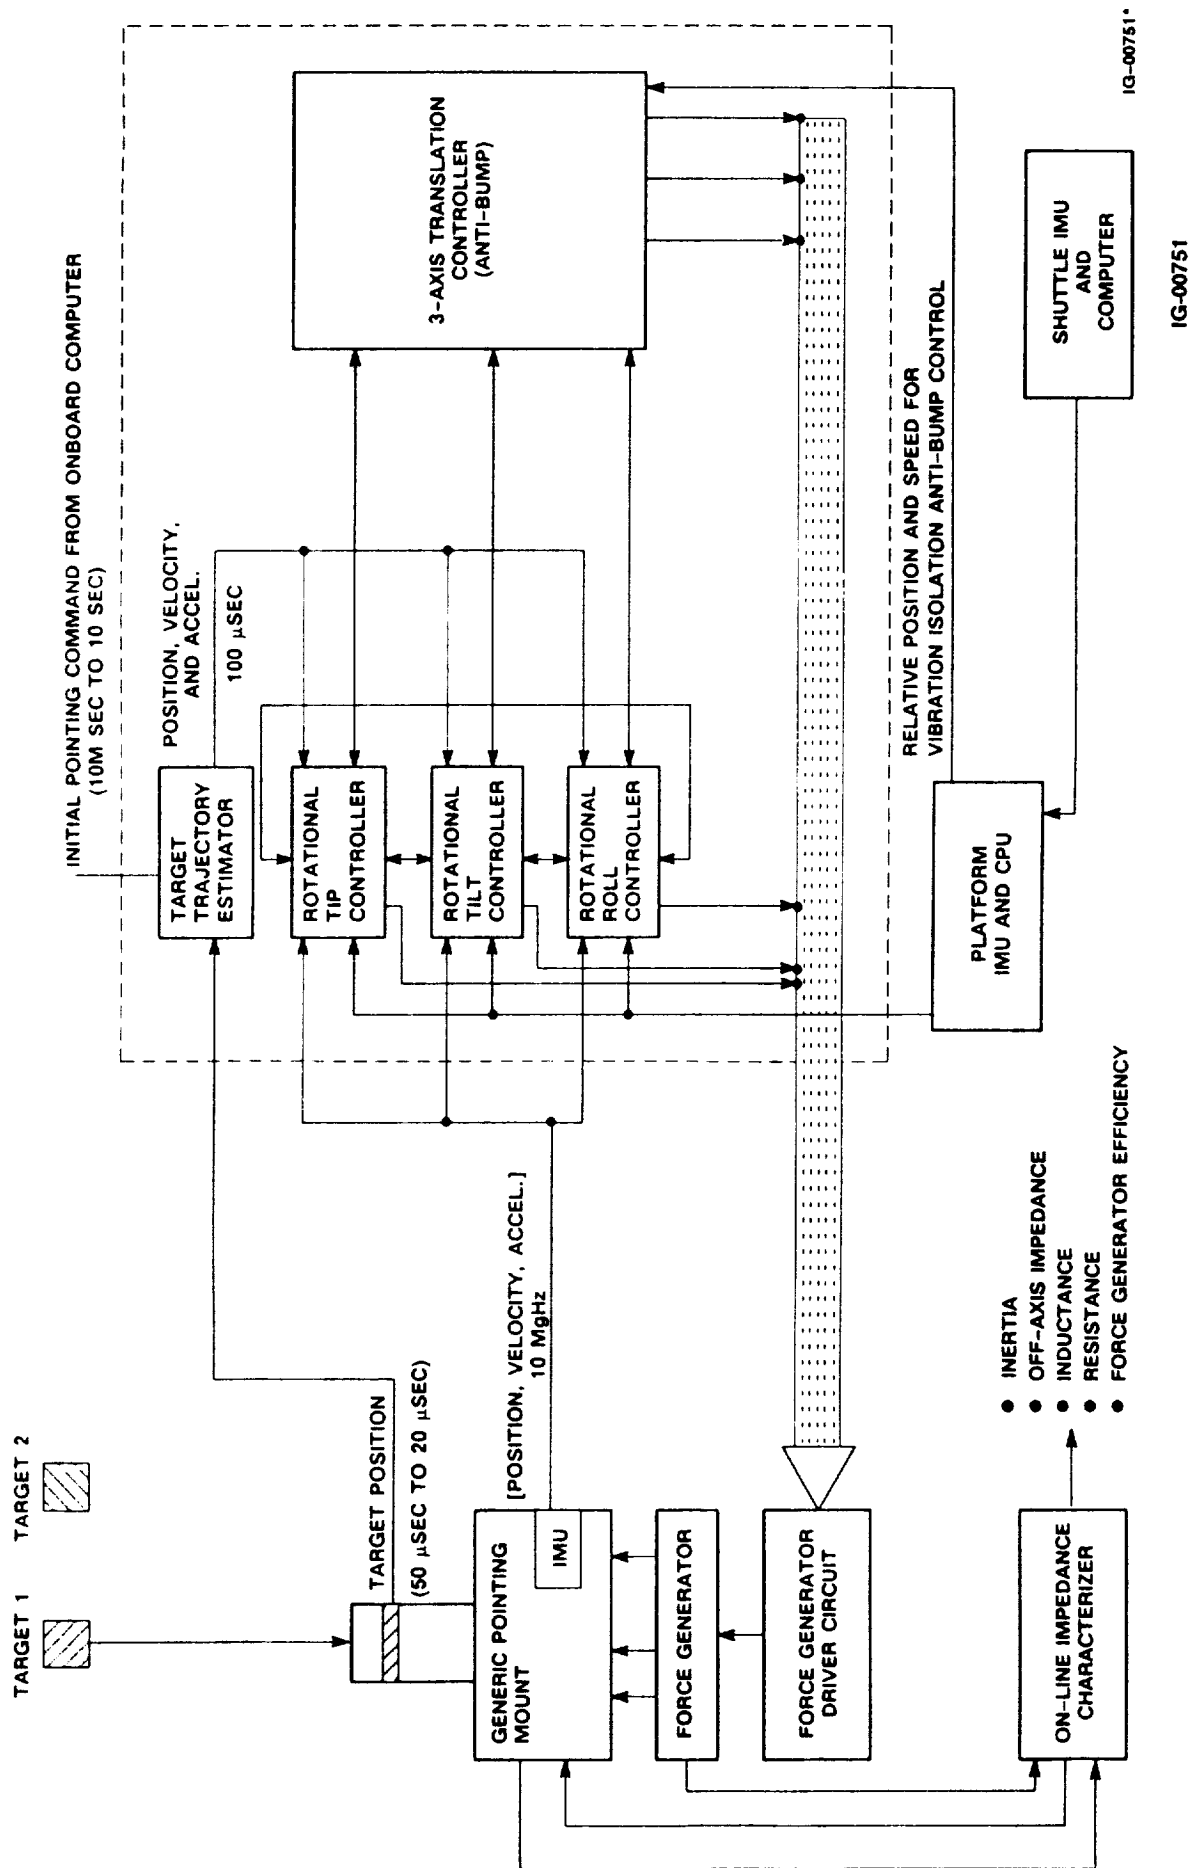 TARGET 1
TARGET 2
INITIAL POINTING COMMAND FROM ONBOARD COMPUTER
(10M SEC TO 10 SEC)
TARGET POSITION
(50 μSEC TO 20 μSEC)
TARGET
TRAJECTORY
ESTIMATOR
POSITION, VELOCITY,
AND ACCEL.
100 μSEC
3-AXIS TRANSLATION
CONTROLLER
(ANTI-BUMP)
ROTATIONAL
TIP
CONTROLLER
ROTATIONAL
TILT
CONTROLLER
ROTATIONAL
ROLL
CONTROLLER
GENERIC POINTING
MOUNT
IMU
[POSITION, VELOCITY, ACCEL.]
10 MgHz
FORCE GENERATOR
FORCE GENERATOR
DRIVER CIRCUIT
RELATIVE POSITION AND SPEED FOR
VIBRATION ISOLATION ANTI-BUMP CONTROL
PLATFORM
IMU AND CPU
SHUTTLE IMU
AND
COMPUTER
ON-LINE IMPEDANCE
CHARACTERIZER
● INERTIA
● OFF-AXIS IMPEDANCE
● INDUCTANCE
● RESISTANCE
● FORCE GENERATOR EFFICIENCY
IG-00751*
IG-00751